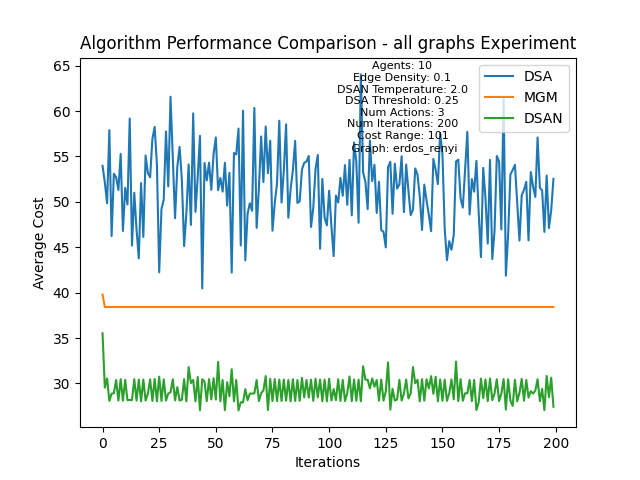 Algorithm Performance Comparison - all graphs Experiment
Agents: 10
Edge Density: 0.1
DSAN Temperature: 2.0
DSA Threshold: 0.25
Num Actions: 3
Num Iterations: 200
Cost Range: 101
Graph: erdos_renyi
DSA
MGM
DSAN
Average Cost
65
60
55
50
45
40
35
30
0
25
50
75
100
125
150
175
200
Iterations